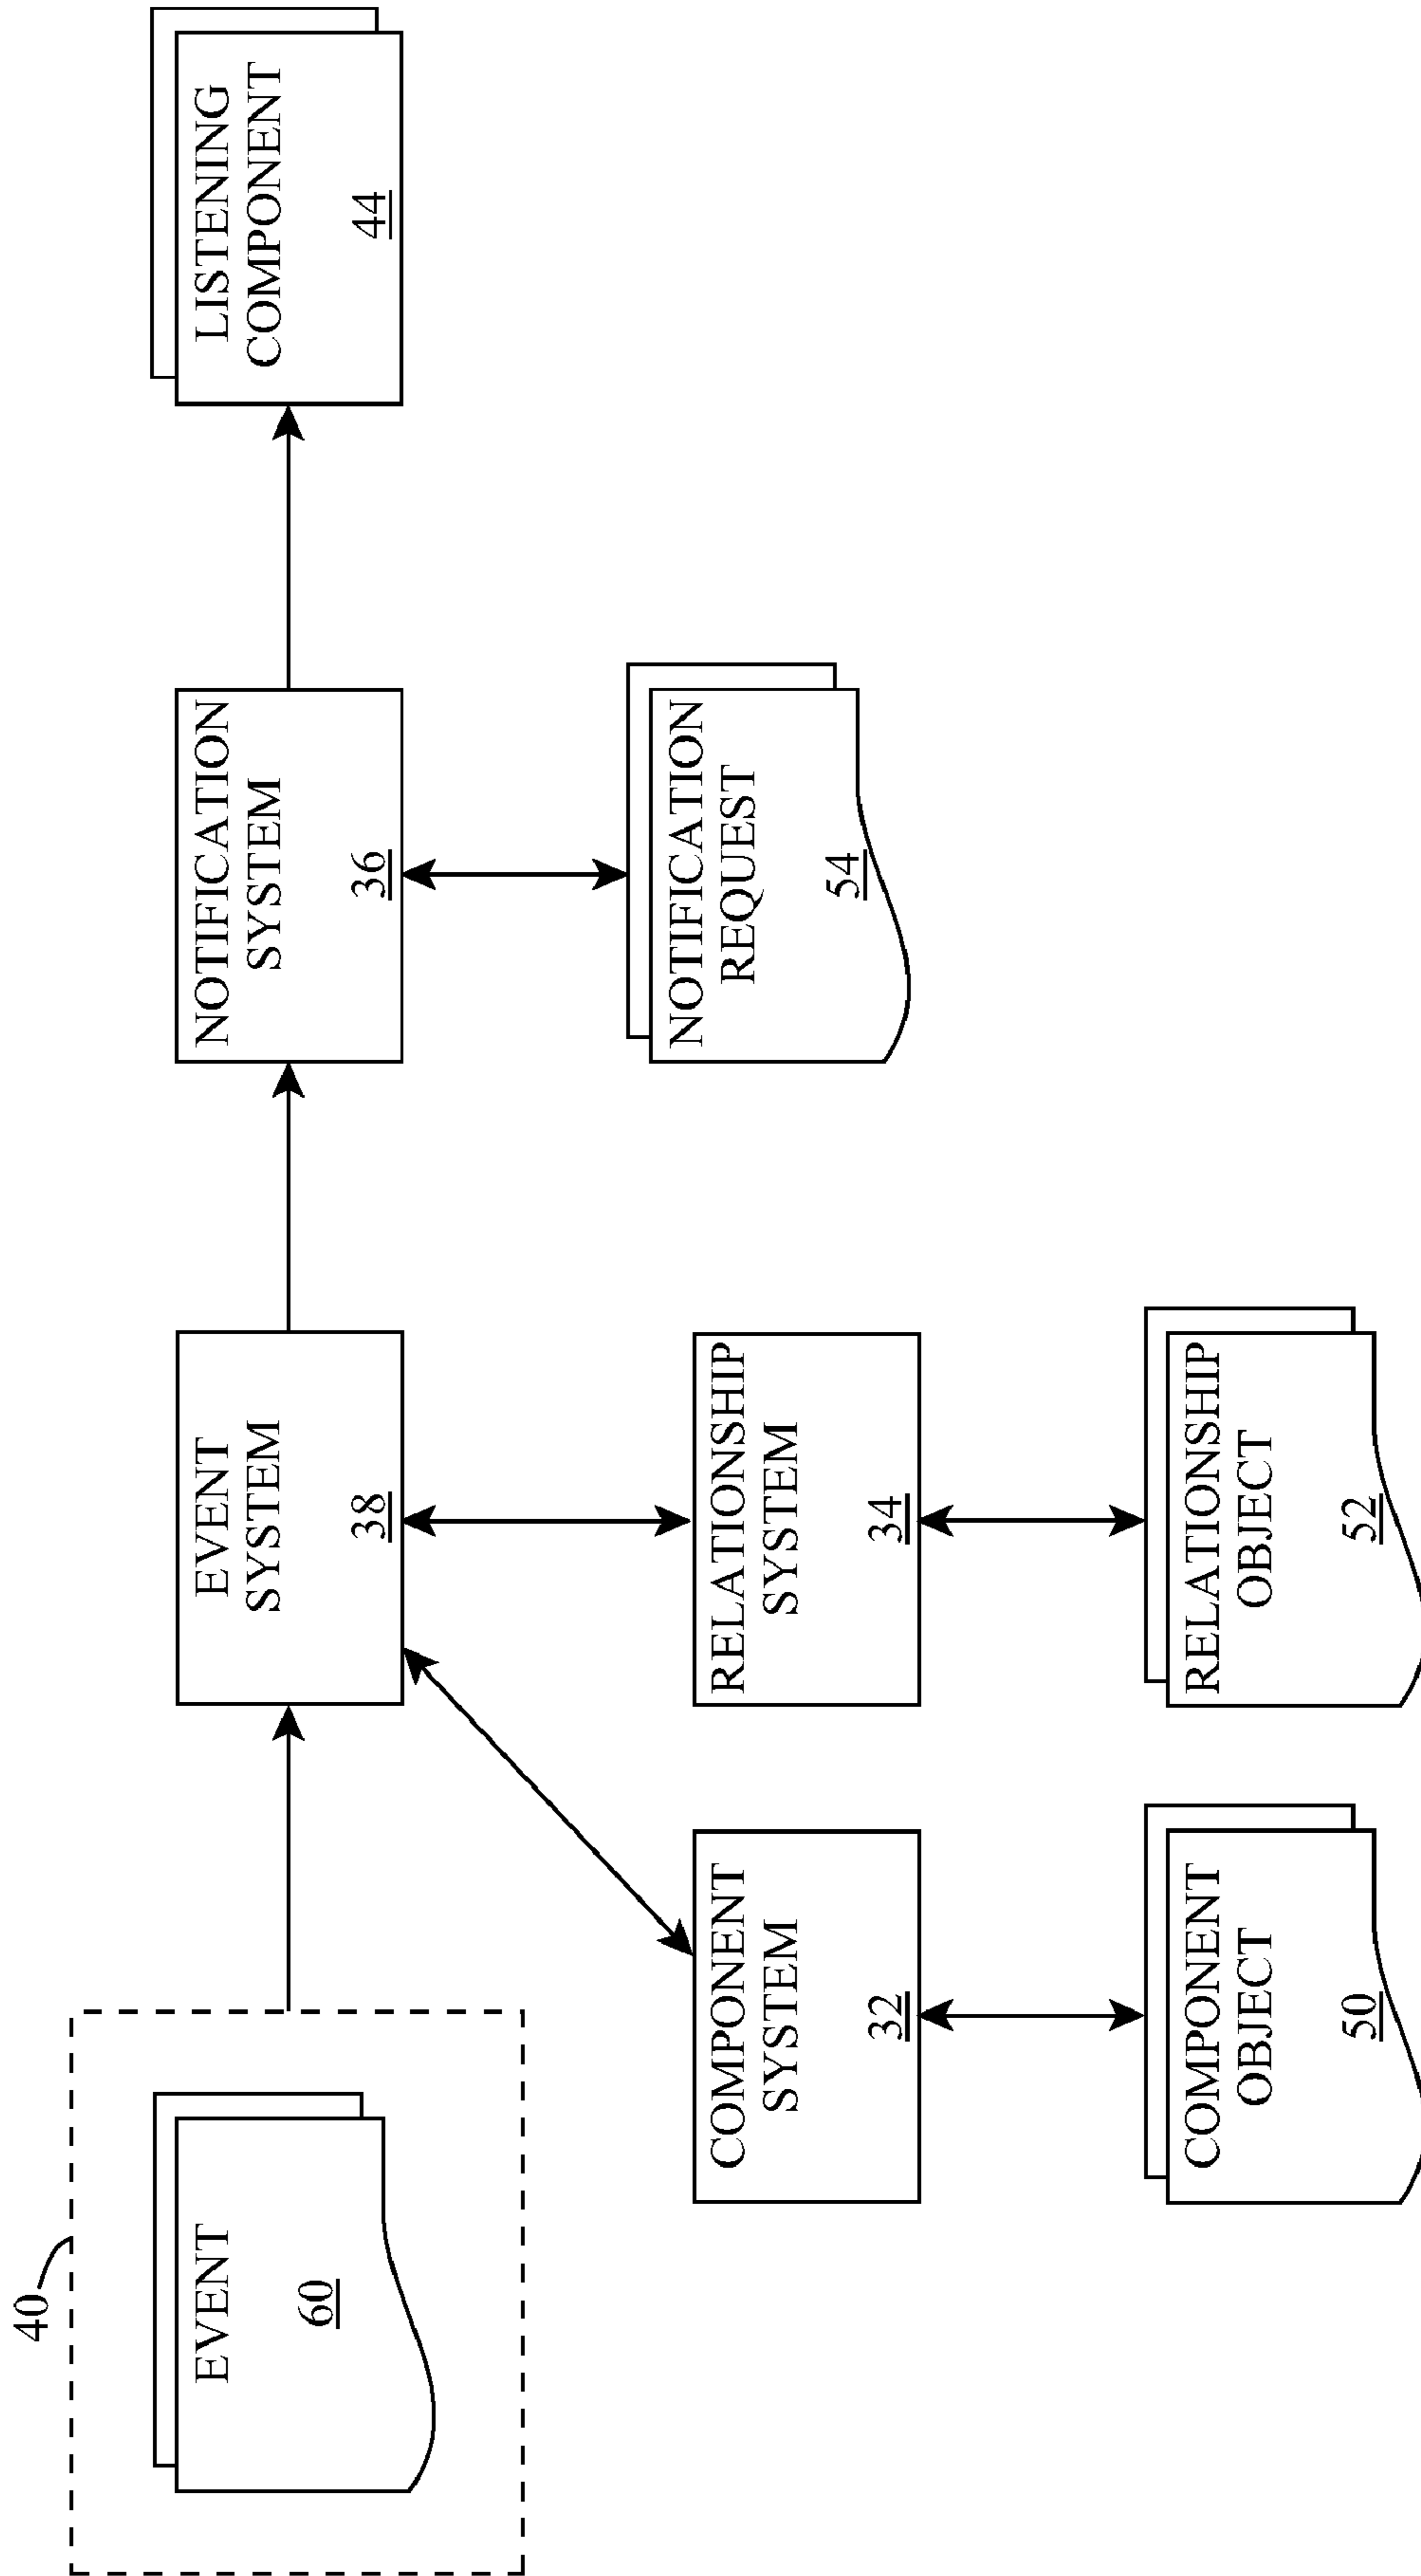 40
EVENT
60
EVENT
SYSTEM
38
NOTIFICATION
SYSTEM
36
LISTENING
COMPONENT
44
NOTIFICATION
REQUEST
54
COMPONENT
SYSTEM
32
RELATIONSHIP
SYSTEM
34
COMPONENT
OBJECT
50
RELATIONSHIP
OBJECT
52